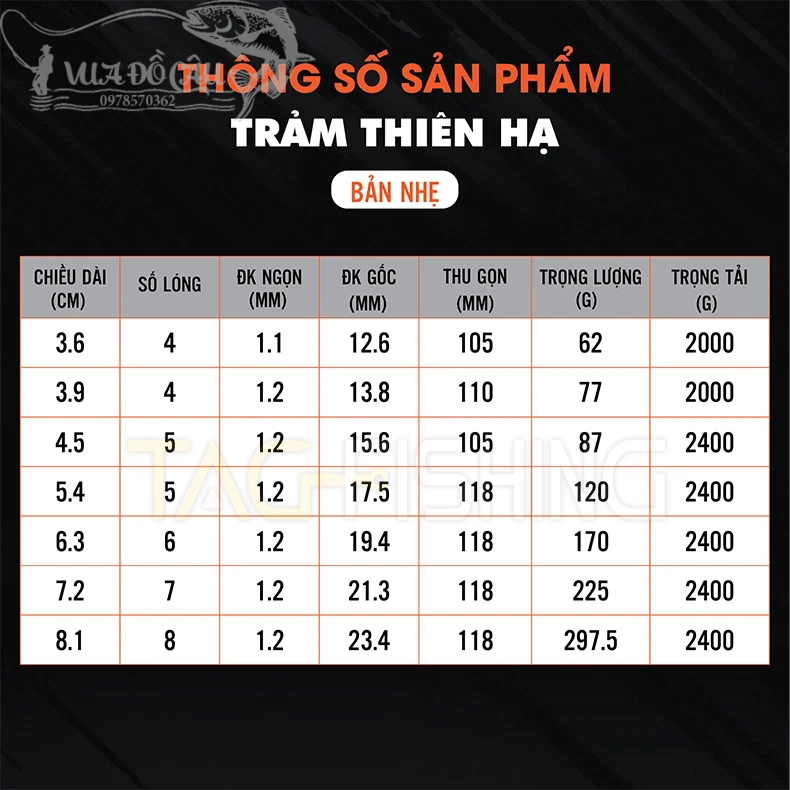 VUA ĐỒ CÂU
0978570362
THÔNG SỐ SẢN PHẨM
TRẢM THIÊN HẠ
BẢN NHẸ
CHIỀU DÀI (CM) SỐ LÓNG ĐK NGỌN (MM) ĐK GỐC (MM) THU GỌN (MM) TRỌNG LƯỢNG (G) TRỌNG TẢI (G)
3.6 4 1.1 12.6 105 62 2000
3.9 4 1.2 13.8 110 77 2000
4.5 5 1.2 15.6 105 87 2400
TAG FISHING
5.4 5 1.2 17.5 118 120 2400
6.3 6 1.2 19.4 118 170 2400
7.2 7 1.2 21.3 118 225 2400
8.1 8 1.2 23.4 118 297.5 2400